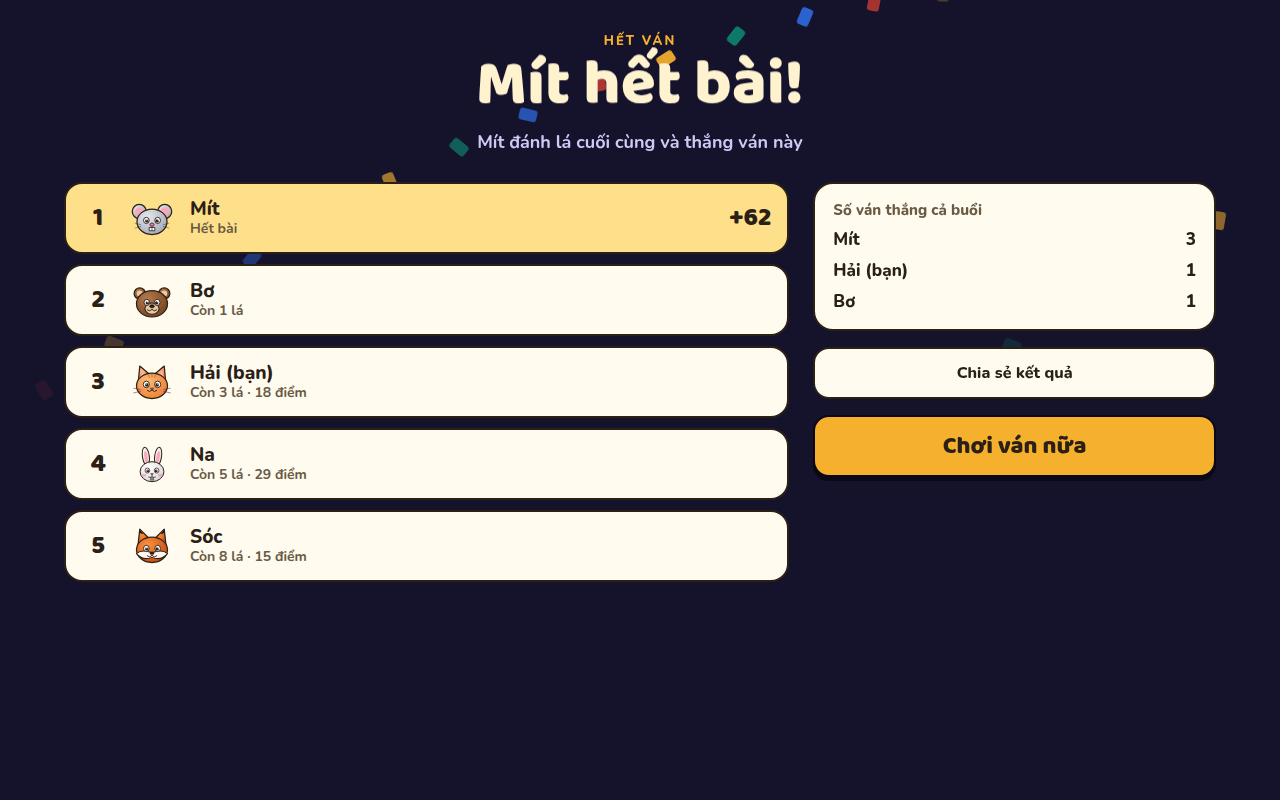 HẾT VÁN
Mít hết bài!
Mít đánh lá cuối cùng và thắng ván này
1
Mít
Hết bài
+62
2
Bơ
Còn 1 lá
3
Hải (bạn)
Còn 3 lá · 18 điểm
4
Na
Còn 5 lá · 29 điểm
5
Sóc
Còn 8 lá · 15 điểm
Số ván thắng cả buổi
Mít 3
Hải (bạn) 1
Bơ 1
Chia sẻ kết quả
Chơi ván nữa